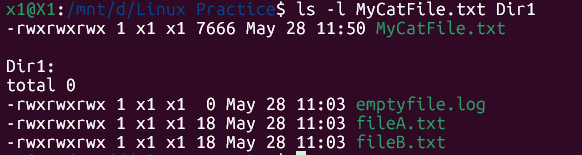 x1@X1:/mnt/d/Linux Practice$ ls -l MyCatFile.txt Dir1
-rwxrwxrwx 1 x1 x1 7666 May 28 11:50 MyCatFile.txt

Dir1:
total 0
-rwxrwxrwx 1 x1 x1  0 May 28 11:03 emptyfile.log
-rwxrwxrwx 1 x1 x1 18 May 28 11:03 fileA.txt
-rwxrwxrwx 1 x1 x1 18 May 28 11:03 fileB.txt